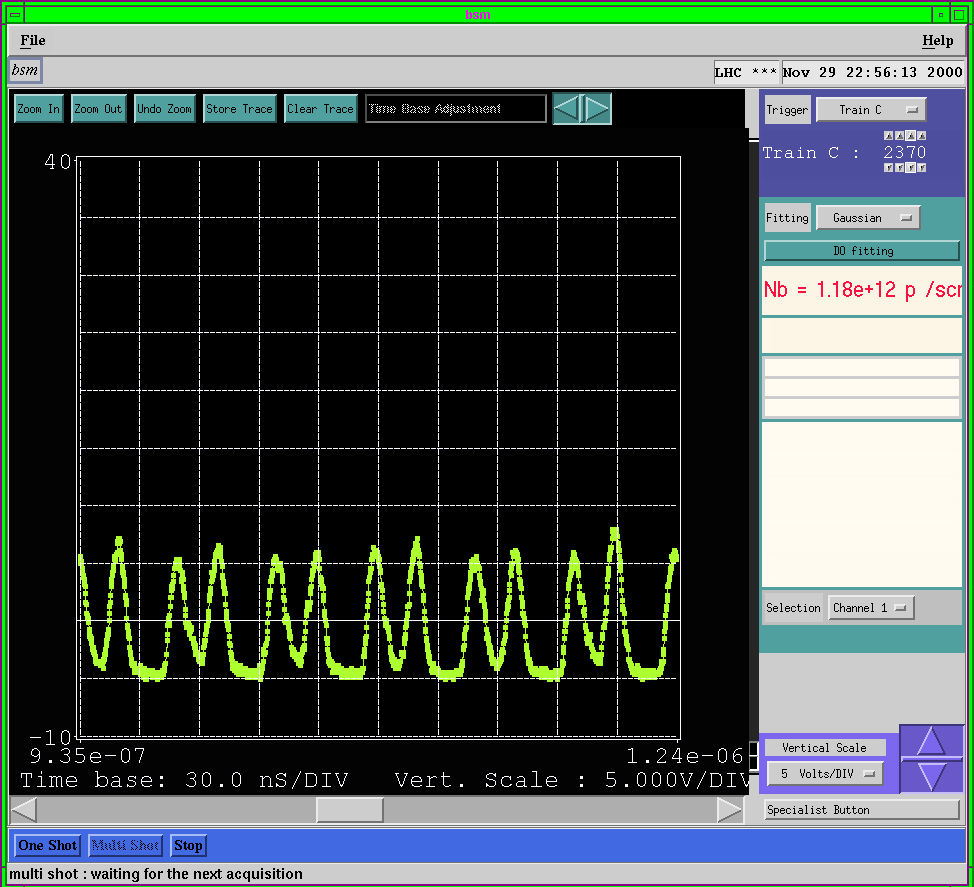 bsm
File Help
bsm LHC *** Nov 29 22:56:13 2000
Zoom In Zoom Out Undo Zoom Store Trace Clear Trace Time Base Adjustment
Trigger Train C
Train C : 2370
Fitting Gaussian
DO fitting
Nb = 1.18e+12 p /scr
Selection Channel 1
40
-10
9.35e-07 1.24e-06
Time base: 30.0 nS/DIV Vert. Scale : 5.000V/DIV
Vertical Scale
5 Volts/DIV
Specialist Button
One Shot Multi Shot Stop
multi shot : waiting for the next acquisition